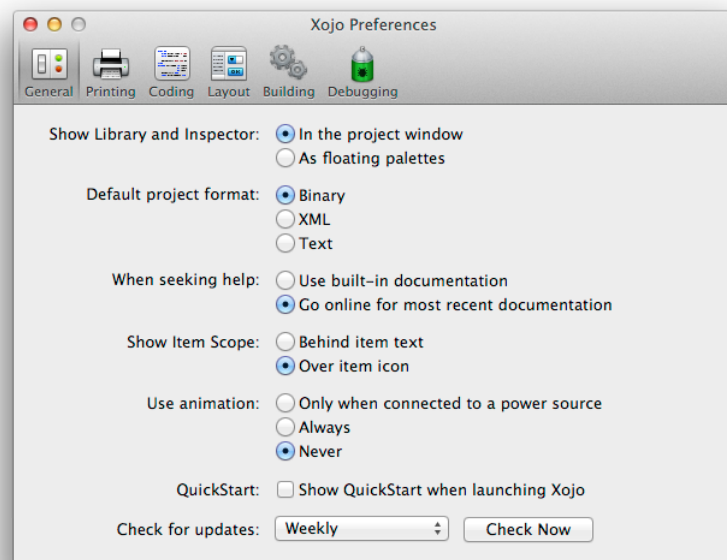 Xojo Preferences
General Printing Coding Layout Building Debugging
Show Library and Inspector: In the project window
As floating palettes
Default project format: Binary
XML
Text
When seeking help: Use built-in documentation
Go online for most recent documentation
Show Item Scope: Behind item text
Over item icon
Use animation: Only when connected to a power source
Always
Never
QuickStart: Show QuickStart when launching Xojo
Check for updates: Weekly Check Now